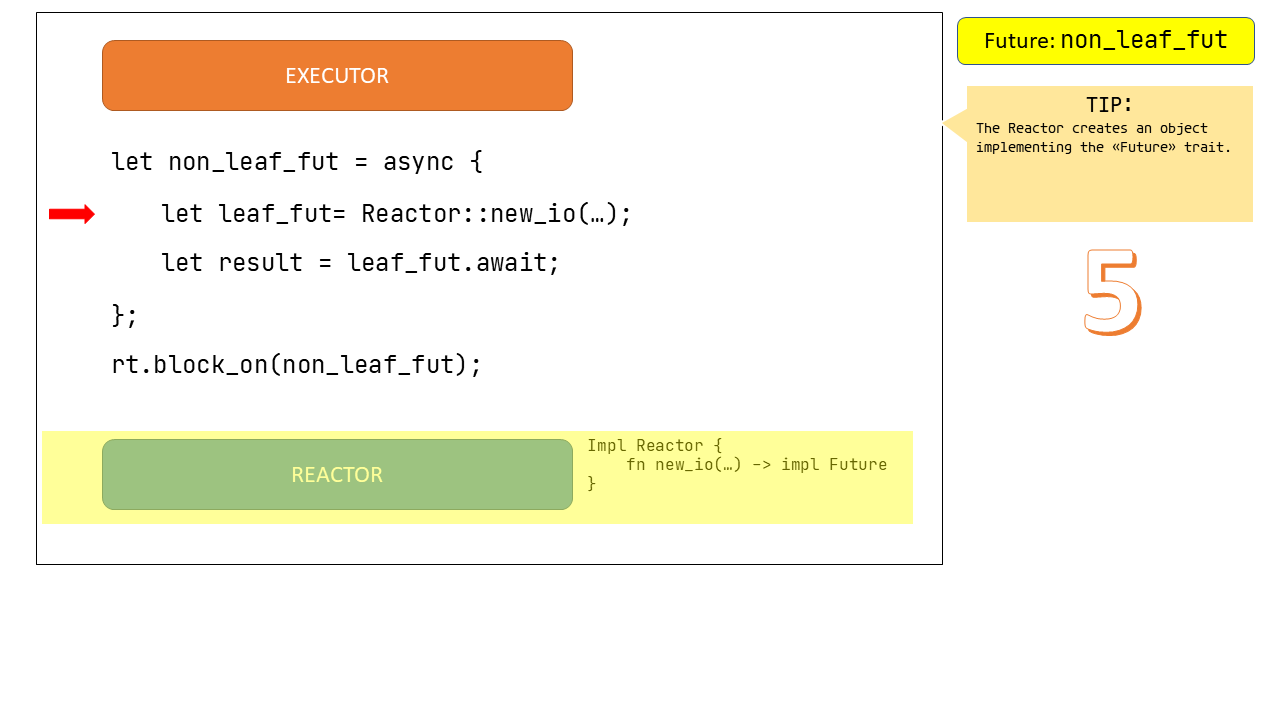 EXECUTOR
let non_leaf_fut = async {
let leaf_fut= Reactor::new_io(…);
let result = leaf_fut.await;
};
rt.block_on(non_leaf_fut);
REACTOR
Impl Reactor {
fn new_io(…) -> impl Future
}
Future: non_leaf_fut
TIP:
The Reactor creates an object
implementing the «Future» trait.
5